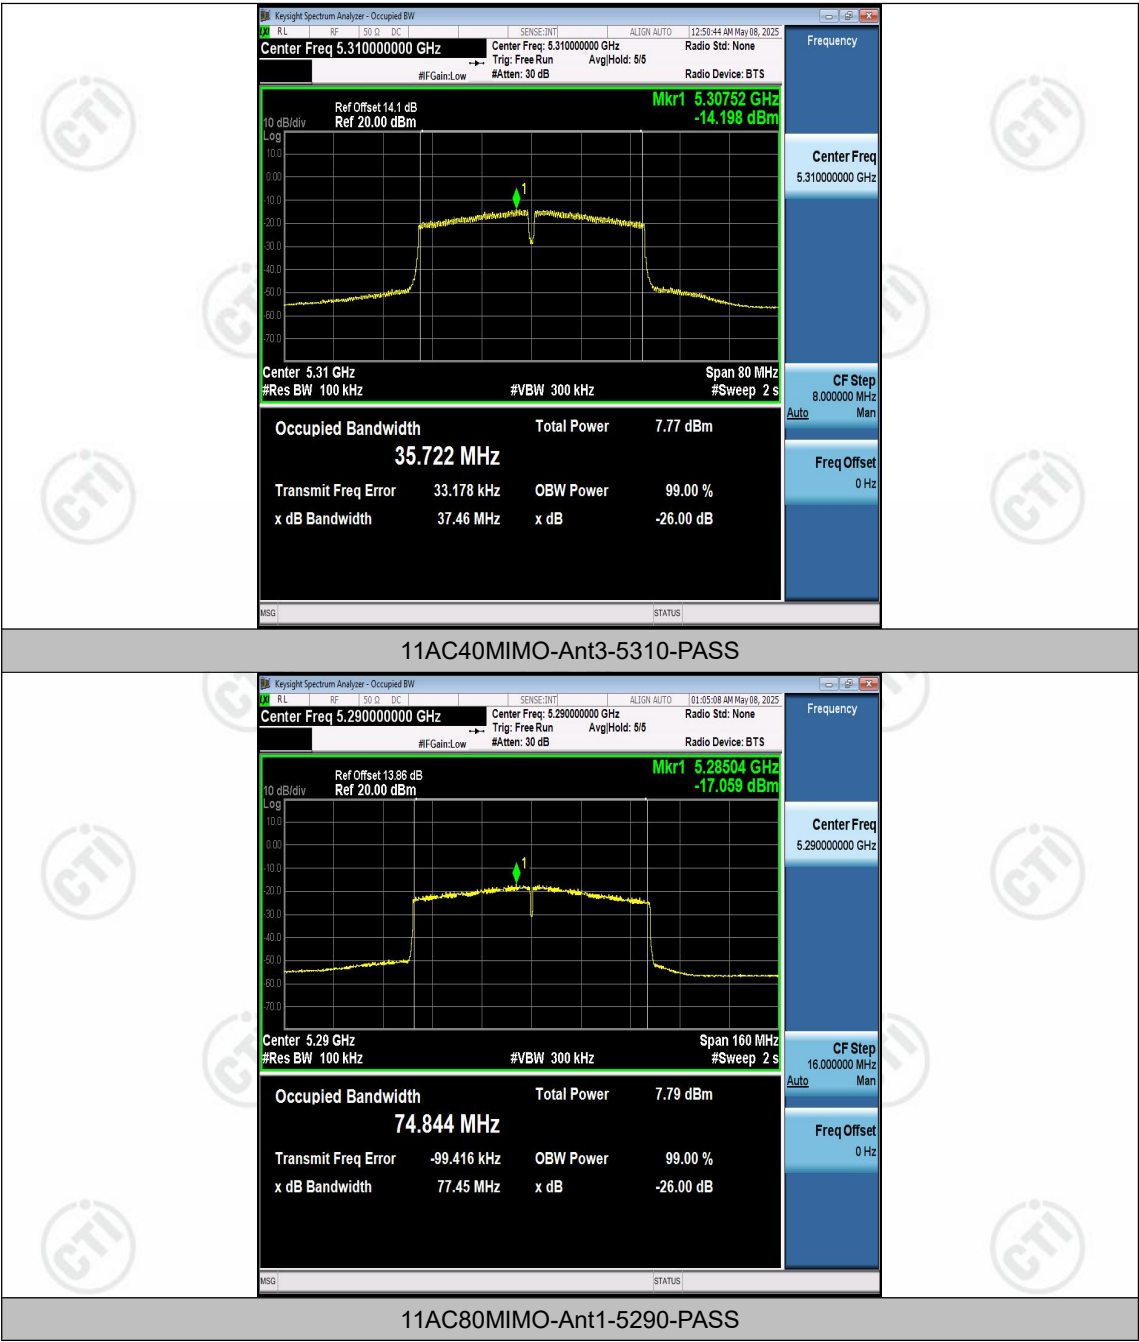 Keysight Spectrum Analyzer - Occupied BW
RL RF 50 Ω DC SENSE:INT ALIGN AUTO 12:50:44 AM May 08, 2025
Center Freq 5.310000000 GHz
Center Freq: 5.310000000 GHz
Radio Std: None
Trig: Free Run Avg|Hold: 5/5
#IFGain:Low
#Atten: 30 dB
Radio Device: BTS
Frequency
Mkr1 5.30752 GHz
-14.198 dBm
Ref Offset 14.1 dB
10 dB/div Ref 20.00 dBm
Log
10.0
0.00
-10.0
-20.0
-30.0
-40.0
-50.0
-60.0
-70.0
1
Center Freq
5.310000000 GHz
Center 5.31 GHz Span 80 MHz
#Res BW 100 kHz #VBW 300 kHz #Sweep 2 s
CF Step
8.000000 MHz
Auto Man
Occupied Bandwidth Total Power 7.77 dBm
35.722 MHz
Freq Offset
0 Hz
Transmit Freq Error 33.178 kHz OBW Power 99.00 %
x dB Bandwidth 37.46 MHz x dB -26.00 dB
MSG STATUS
11AC40MIMO-Ant3-5310-PASS
Keysight Spectrum Analyzer - Occupied BW
RL RF 50 Ω DC SENSE:INT ALIGN AUTO 01:05:08 AM May 08, 2025
Center Freq 5.290000000 GHz
Center Freq: 5.290000000 GHz
Radio Std: None
Trig: Free Run Avg|Hold: 5/5
#IFGain:Low
#Atten: 30 dB
Radio Device: BTS
Frequency
Mkr1 5.28504 GHz
-17.059 dBm
Ref Offset 13.86 dB
10 dB/div Ref 20.00 dBm
Log
10.0
0.00
-10.0
-20.0
-30.0
-40.0
-50.0
-60.0
-70.0
1
Center Freq
5.290000000 GHz
Center 5.29 GHz Span 160 MHz
#Res BW 100 kHz #VBW 300 kHz #Sweep 2 s
CF Step
16.000000 MHz
Auto Man
Occupied Bandwidth Total Power 7.79 dBm
74.844 MHz
Freq Offset
0 Hz
Transmit Freq Error -99.416 kHz OBW Power 99.00 %
x dB Bandwidth 77.45 MHz x dB -26.00 dB
MSG STATUS
11AC80MIMO-Ant1-5290-PASS
CTI
CTI
CTI
CTI
CTI
CTI
CTI
CTI